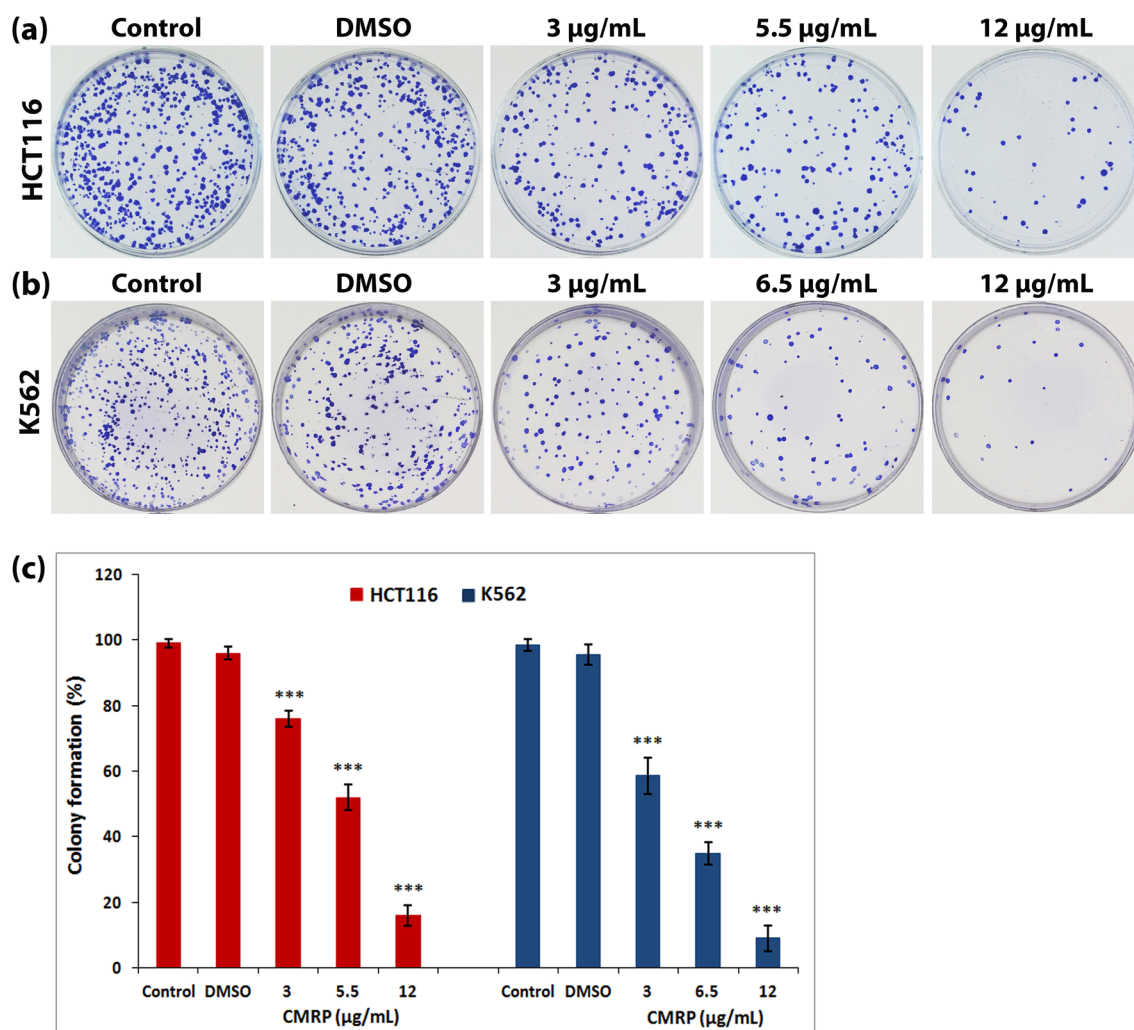 (a) Control DMSO 3 µg/mL 5.5 µg/mL 12 µg/mL
HCT116
(b) Control DMSO 3 µg/mL 6.5 µg/mL 12 µg/mL
K562
(c)
120
HCT116 K562
100
80
60
40
20
0
Colony formation (%)
***
***
***
***
***
***
Control DMSO 3 5.5 12 Control DMSO 3 6.5 12
CMRP (µg/mL) CMRP (µg/mL)